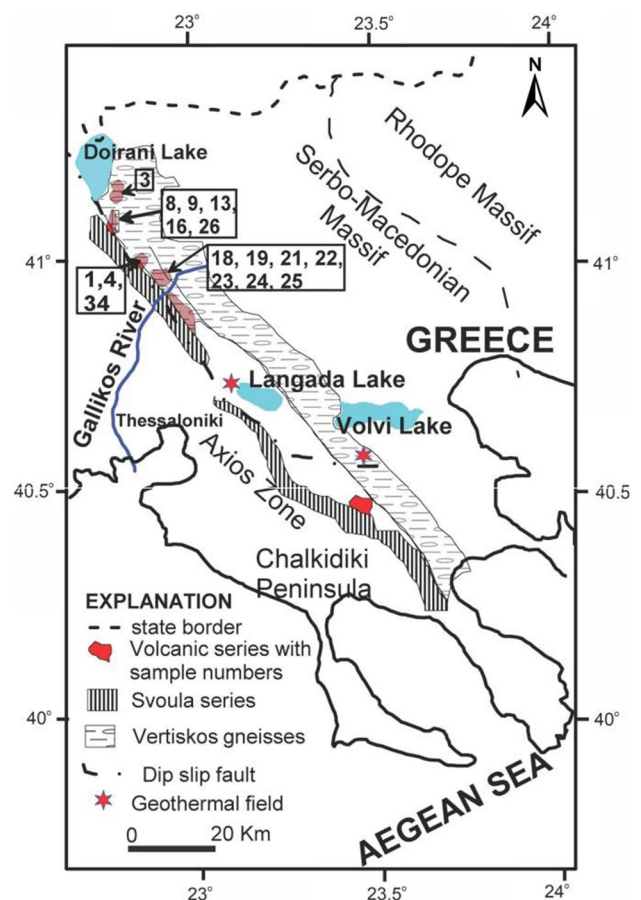 23°
23.5°
24°
N
Doirani Lake
3
Rhodope Massif
Serbo-Macedonian
Massif
8, 9, 13,
16, 26
41°
18, 19, 21, 22,
23, 24, 25
41°
1,4,
34
GREECE
Gallikos River
Langada Lake
Thessaloniki
Volvi Lake
Axios Zone
40.5°
40.5
Chalkidiki
Peninsula
EXPLANATION
state border
Volcanic series with
sample numbers
Svoula series
40°
40°
Vertiskos gneisses
Dip slip fault
Geothermal field
0
20 Km
AEGEAN SEA
23°
23.5°
24°